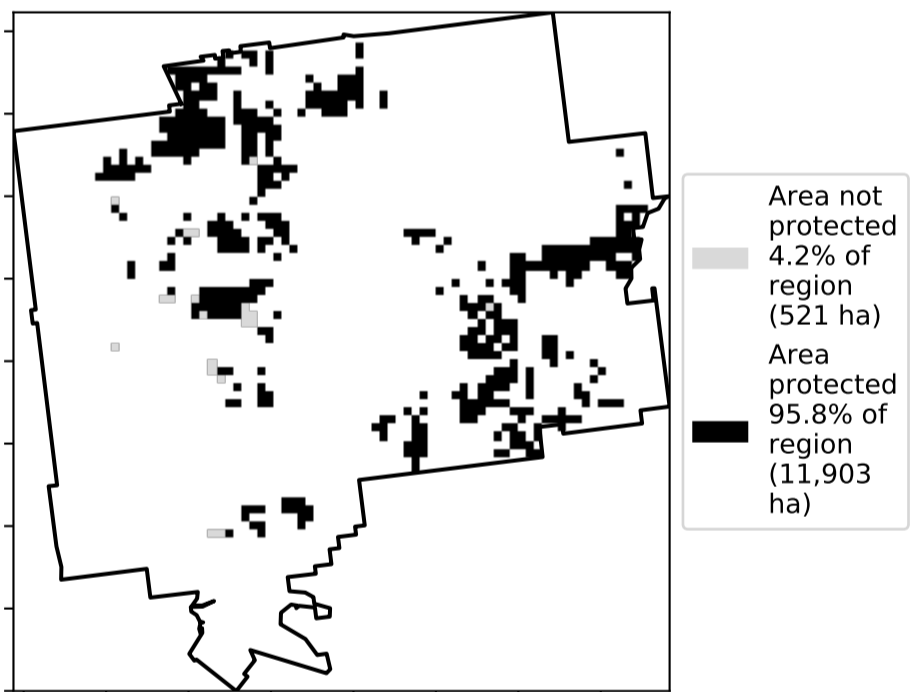 Area not
protected
4.2% of
region
(521 ha)
Area
protected
95.8% of
region
(11,903
ha)